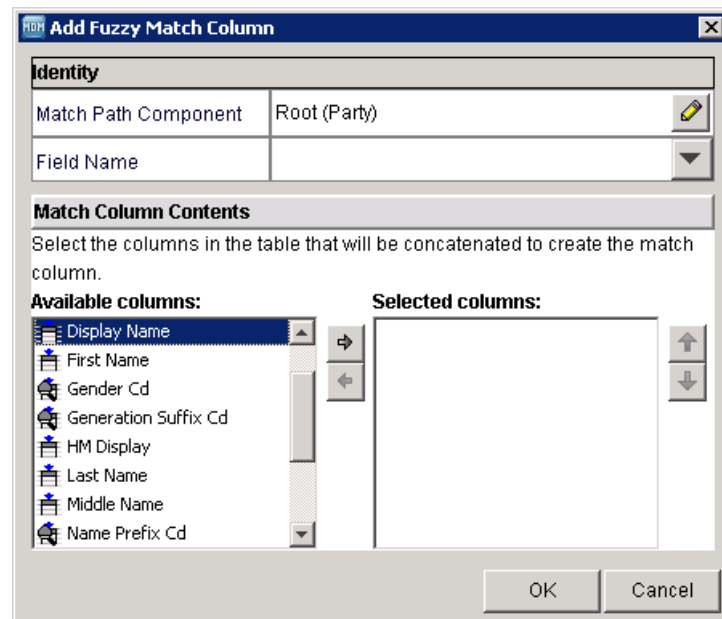 MDM Add Fuzzy Match Column
Identity
Match Path Component Root (Party)
Field Name
Match Column Contents
Select the columns in the table that will be concatenated to create the match
column.
Available columns: Selected columns:
Display Name
First Name
Gender Cd
Generation Suffix Cd
HM Display
Last Name
Middle Name
Name Prefix Cd
OK Cancel